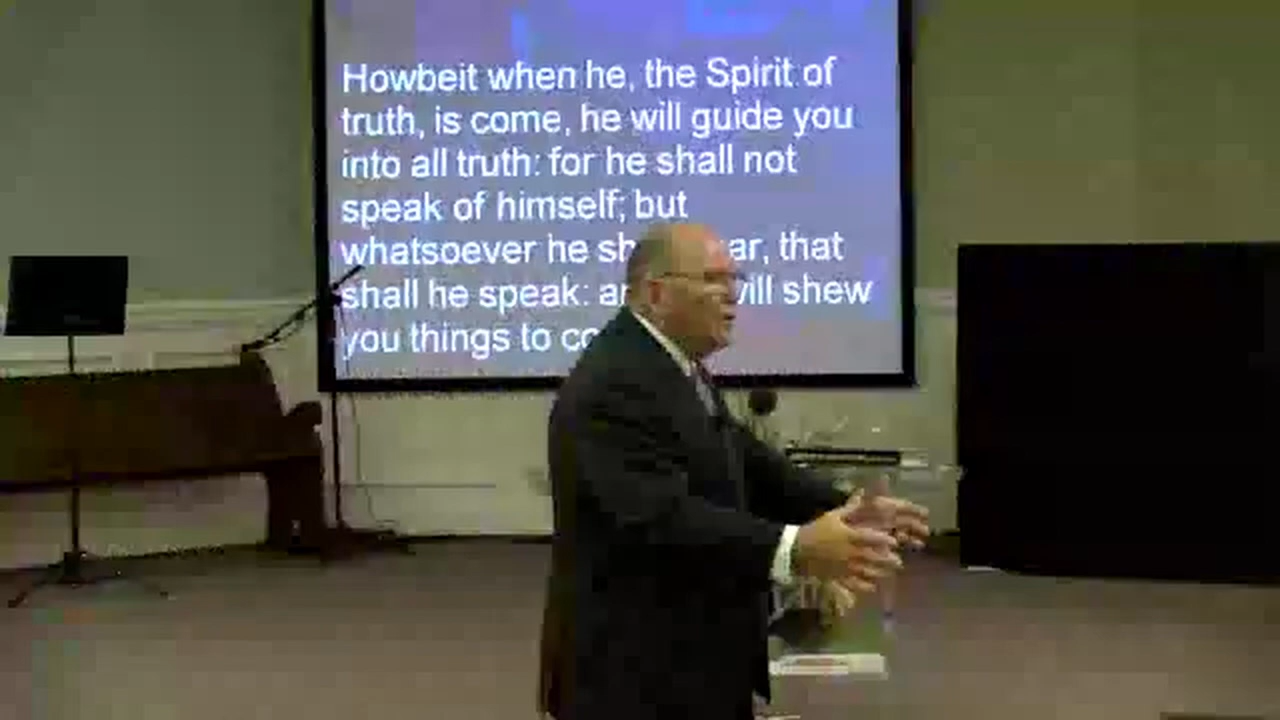 Howbeit when he, the Spirit of
truth, is come, he will guide you
into all truth: for he shall not
speak of himself; but
whatsoever he that
shall he speak: shew
you things to